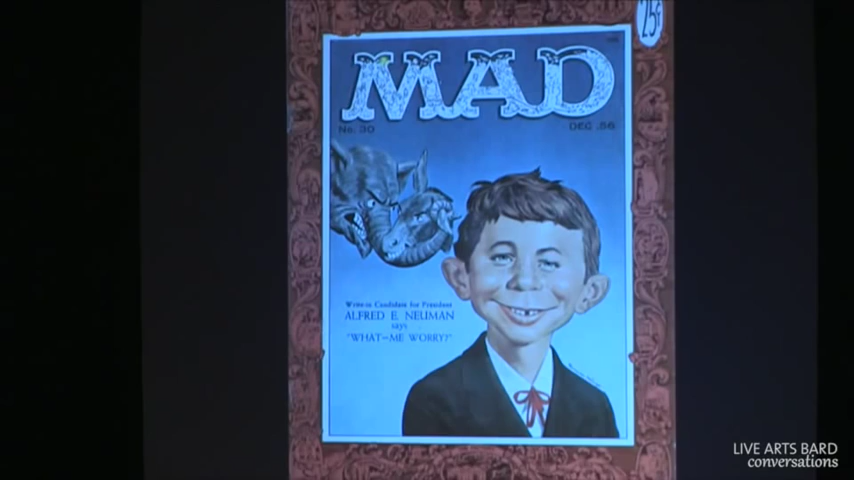 25¢
MAD
No. 30 DEC. 56
Write-in Candidate for President
ALFRED E. NEUMAN
says
"WHAT—ME WORRY?"
LIVE ARTS BARD
conversations